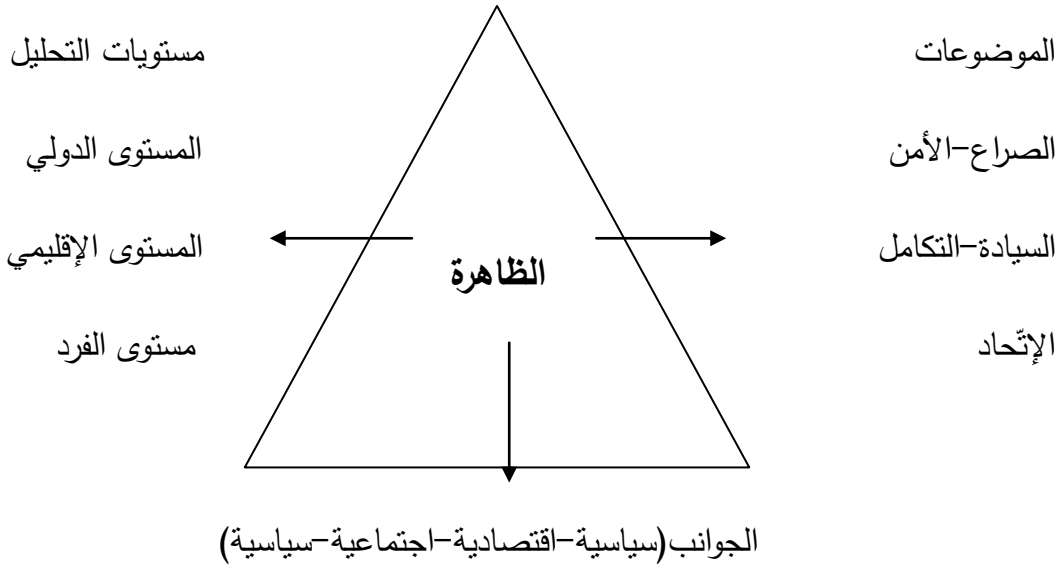 الموضوعات
الصراع-الأمن
السيادة-التكامل
الإتّحاد
مستويات التحليل
المستوى الدولي
المستوى الإقليمي
مستوى الفرد
الظاهرة
الجوانب(سياسية-اقتصادية-اجتماعية-سياسية)